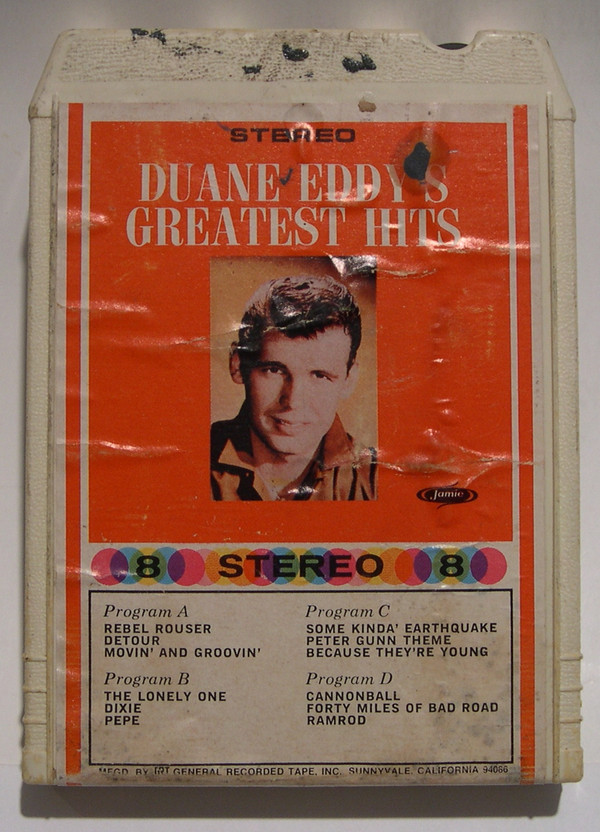 STEREO
DUANE EDDY'S
GREATEST HITS
Jamie
8 STEREO 8
Program A
REBEL ROUSER
DETOUR
MOVIN' AND GROOVIN'
Program B
THE LONELY ONE
DIXIE
PEPE
Program C
SOME KINDA' EARTHQUAKE
PETER GUNN THEME
BECAUSE THEY'RE YOUNG
Program D
CANNONBALL
FORTY MILES OF BAD ROAD
RAMROD
MFGD. BY GRT GENERAL RECORDED TAPE, INC. SUNNYVALE, CALIFORNIA 94086